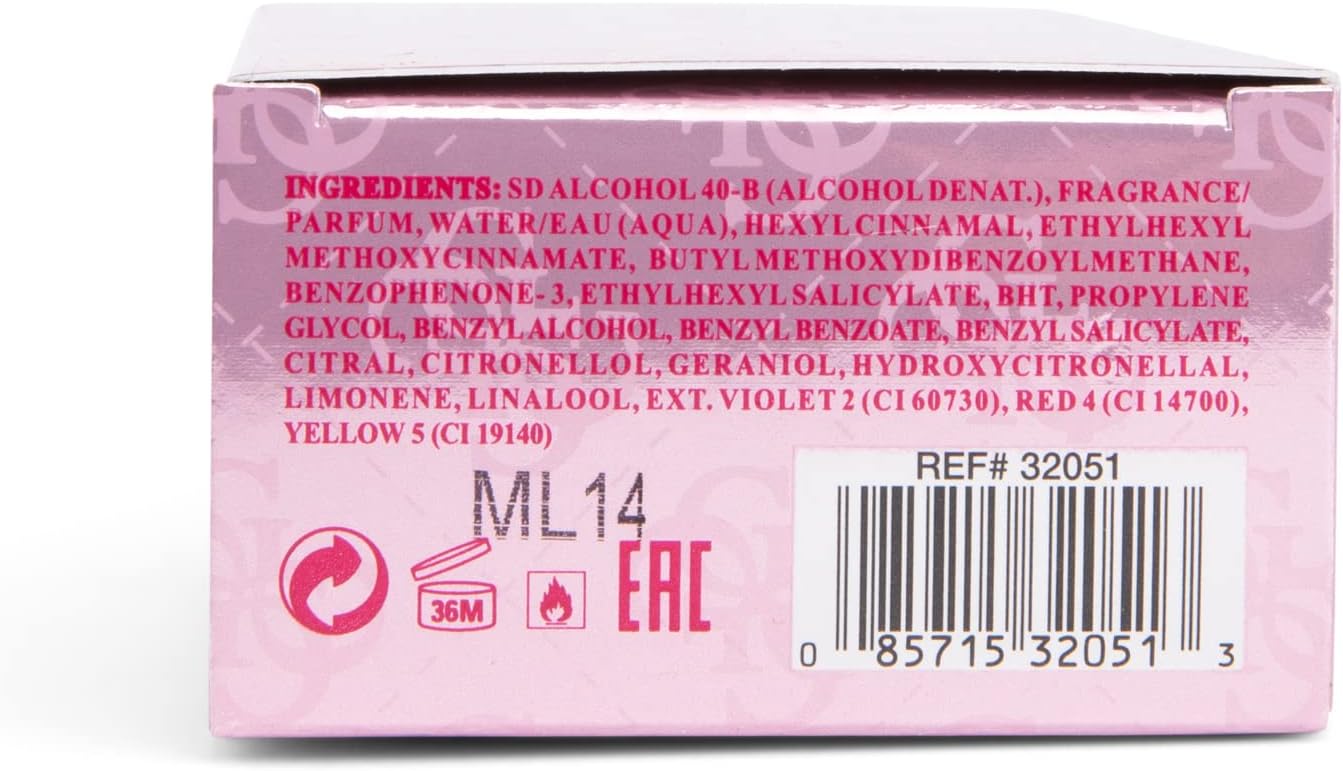 INGREDIENTS: SD ALCOHOL 40-B (ALCOHOL DENAT.), FRAGRANCE/
PARFUM, WATER/EAU (AQUA), HEXYL CINNAMAL, ETHYLHEXYL
METHOXYCINNAMATE, BUTYL METHOXYDIBENZOYLMETHANE,
BENZOPHENONE- 3, ETHYLHEXYL SALICYLATE, BHT, PROPYLENE
GLYCOL, BENZYL ALCOHOL, BENZYL BENZOATE, BENZYL SALICYLATE,
CITRAL, CITRONELLOL, GERANIOL, HYDROXYCITRONELLAL,
LIMONENE, LINALOOL, EXT. VIOLET 2 (CI 60730), RED 4 (CI 14700),
YELLOW 5 (CI 19140)
ML14
36M
EAC
REF# 32051
0 85715 32051 3